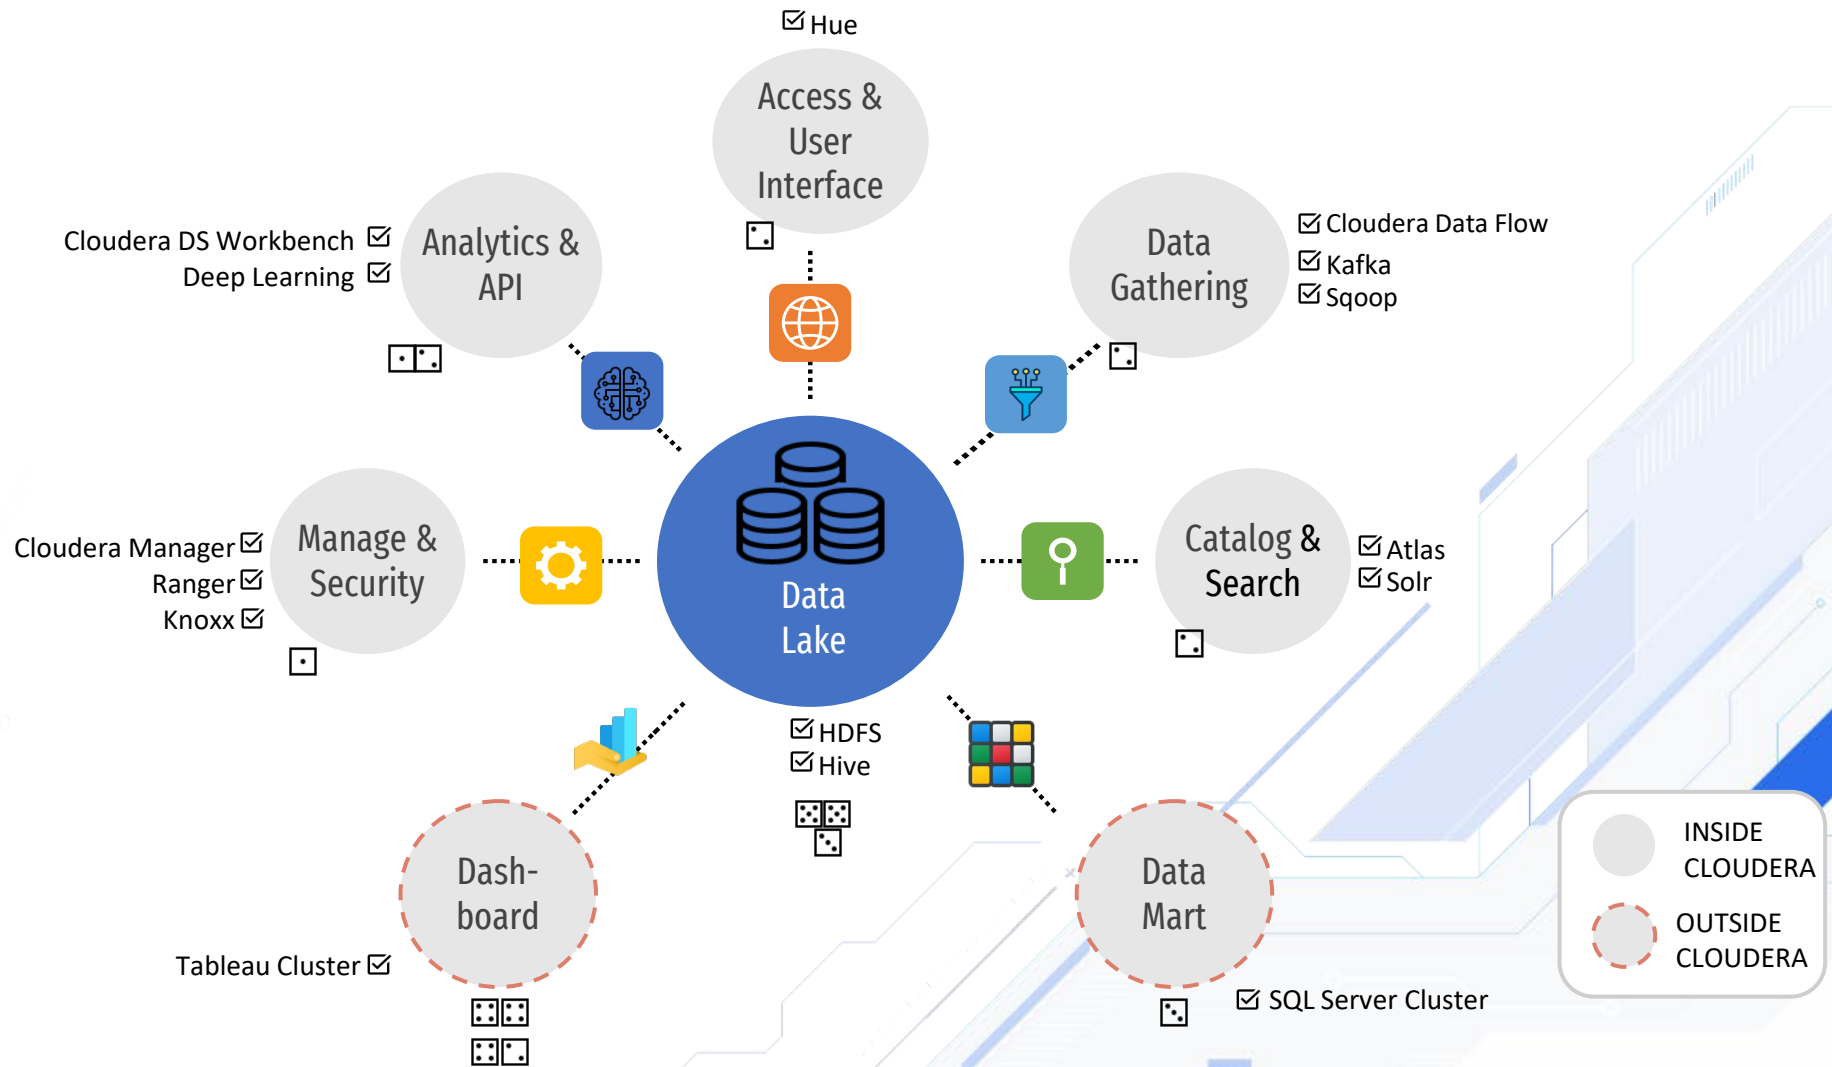 Hue
Access &
User
Interface
Cloudera DS Workbench
Deep Learning
Analytics &
API
Data
Gathering
Cloudera Data Flow
Kafka
Sqoop
Cloudera Manager
Ranger
Knoxx
Manage &
Security
Data
Lake
Catalog &
Search
Atlas
Solr
HDFS
Hive
Dash-
board
Tableau Cluster
Data
Mart
SQL Server Cluster
INSIDE
CLOUDERA
OUTSIDE
CLOUDERA